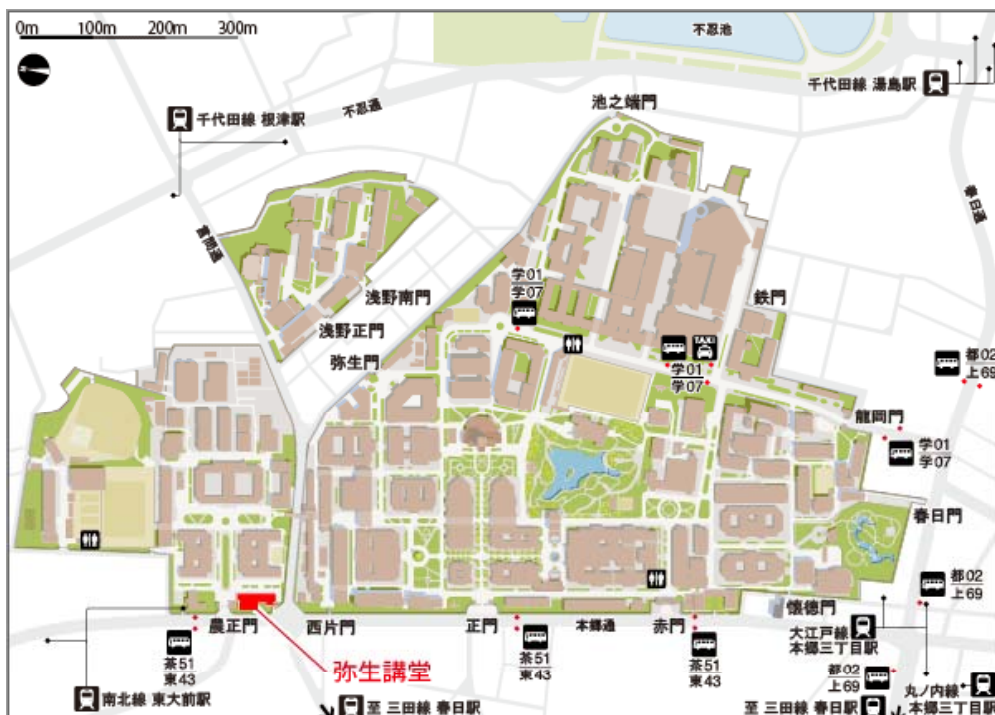 0m 100m 200m 300m
不忍池
千代田線 湯島駅
池之端門
千代田線 根津駅
不忍通
春日通
言問通
学01
学07
浅野南門
鉄門
浅野正門
TAXI
弥生門
学01
学07
都02
上69
龍岡門
学01
学07
春日門
都02
上69
農正門
西片門
正門
本郷通
赤門
懐徳門
大江戸線
本郷三丁目駅
茶51
東43
弥生講堂
茶51
東43
茶51
東43
都02
上69
南北線 東大前駅
至 三田線 春日駅
至 三田線 春日駅
丸ノ内線
本郷三丁目駅